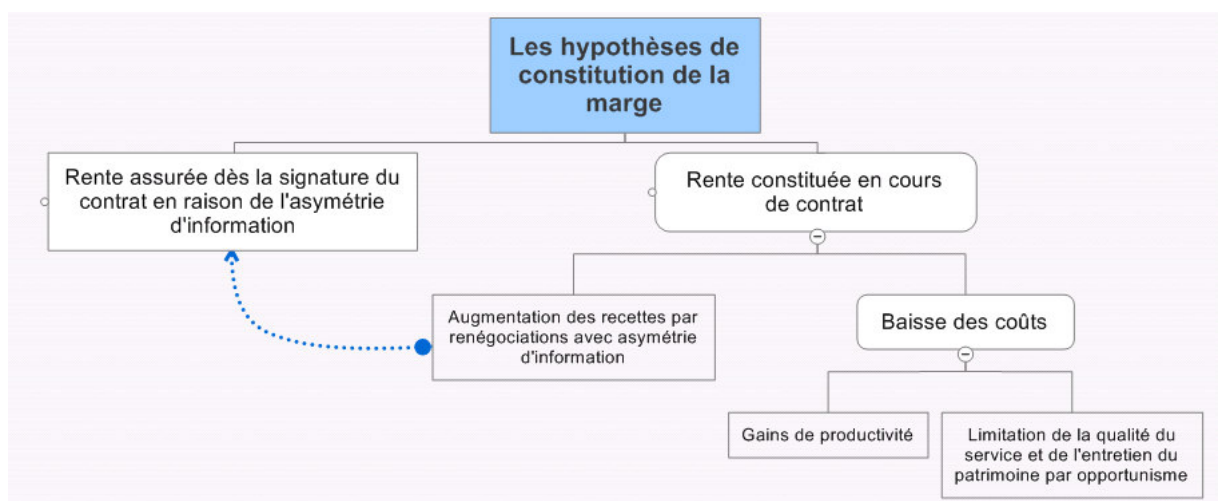 Les hypothèses de
constitution de la
marge
Rente assurée dès la signature du
contrat en raison de l'asymétrie
d'information
Rente constituée en cours
de contrat
Augmentation des recettes par
renégociations avec asymétrie
d'information
Baisse des coûts
Gains de productivité
Limitation de la qualité du
service et de l'entretien du
patrimoine par opportunisme